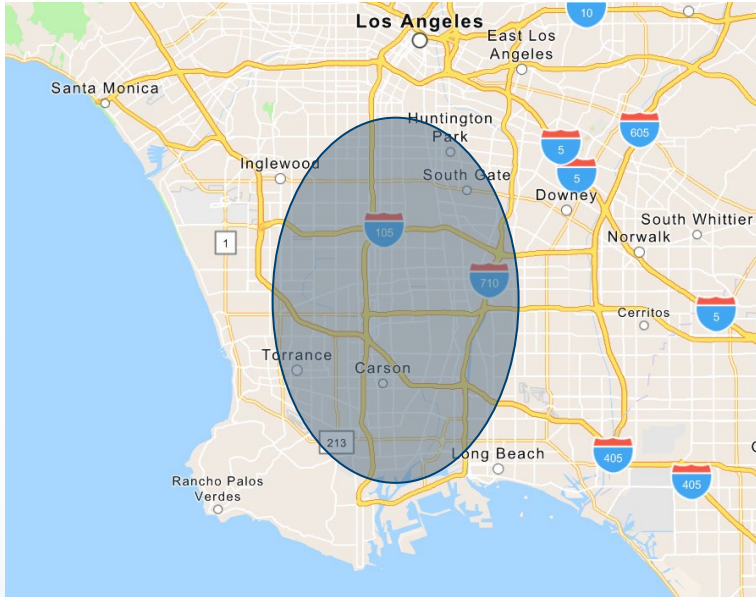 10
Los Angeles
East Los
Angeles
Santa Monica
Huntington
Park
605
5
Inglewood
5
South Gate
Downey
South Whittier
105
1
Norwalk
710
Cerritos
5
Torrance
Carson
213
Long Beach
405
Rancho Palos
Verdes
405